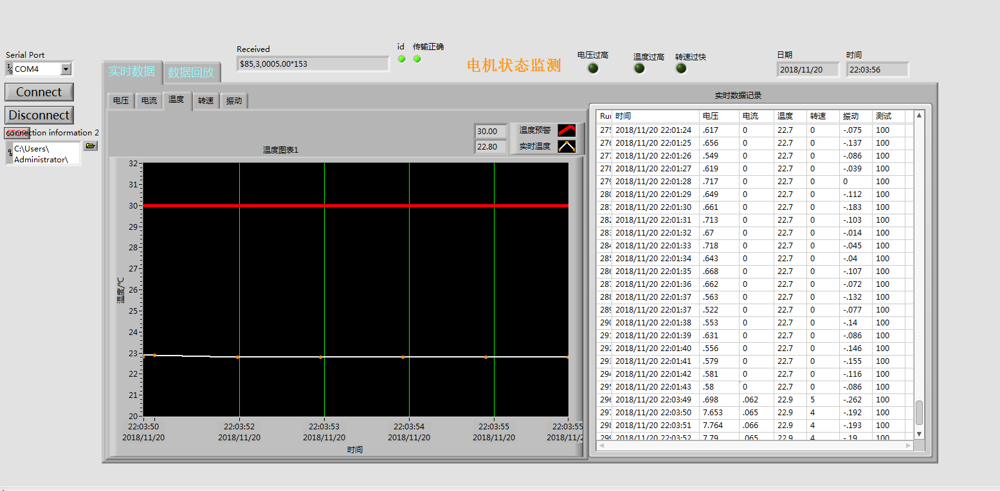 Serial Port
COM4
Connect
Disconnect
STOP
connection information 2
C:\Users\
Administrator\
实时数据
数据回放
Received
$85,3,0005.00*153
id
传输正确
电机状态监测
电压过高
温度过高
转速过快
日期
2018/11/20
时间
22:03:56
电压
电流
温度
转速
振动
30.00
温度预警
22.80
实时温度
温度图表1
温度/℃
32
31
30
29
28
27
26
25
24
23
22
21
20
22:03:50 22:03:52 22:03:53 22:03:54 22:03:55 22:03:55
2018/11/20 2018/11/20 2018/11/20 2018/11/20 2018/11/20 2018/11/2
时间
实时数据记录
Run 时间 电压 电流 温度 转速 振动 测试
275 2018/11/20 22:01:24 .617 0 22.7 0 -.075 100
276 2018/11/20 22:01:25 .656 0 22.7 0 -.137 100
277 2018/11/20 22:01:26 .549 0 22.7 0 -.086 100
278 2018/11/20 22:01:27 .619 0 22.7 0 -.039 100
279 2018/11/20 22:01:28 .717 0 22.7 0 0 100
280 2018/11/20 22:01:29 .649 0 22.7 0 -.112 100
281 2018/11/20 22:01:30 .661 0 22.7 0 -.183 100
282 2018/11/20 22:01:31 .713 0 22.7 0 -.103 100
283 2018/11/20 22:01:32 .67 0 22.7 0 -.014 100
284 2018/11/20 22:01:33 .718 0 22.7 0 -.045 100
285 2018/11/20 22:01:34 .643 0 22.7 0 -.04 100
286 2018/11/20 22:01:35 .668 0 22.7 0 -.107 100
287 2018/11/20 22:01:36 .662 0 22.7 0 -.072 100
288 2018/11/20 22:01:37 .563 0 22.7 0 -.132 100
289 2018/11/20 22:01:37 .522 0 22.7 0 -.077 100
290 2018/11/20 22:01:38 .553 0 22.7 0 -.14 100
291 2018/11/20 22:01:39 .631 0 22.7 0 -.086 100
292 2018/11/20 22:01:40 .556 0 22.7 0 -.146 100
293 2018/11/20 22:01:41 .579 0 22.7 0 -.155 100
294 2018/11/20 22:01:42 .581 0 22.7 0 -.116 100
295 2018/11/20 22:01:43 .58 0 22.7 0 -.086 100
296 2018/11/20 22:03:49 .698 .062 22.9 5 -.262 100
297 2018/11/20 22:03:50 7.653 .065 22.9 4 -.192 100
298 2018/11/20 22:03:51 7.764 .066 22.9 4 -.193 100
299 2018/11/20 22:03:52 7.79 .065 22.9 4 -.19 100